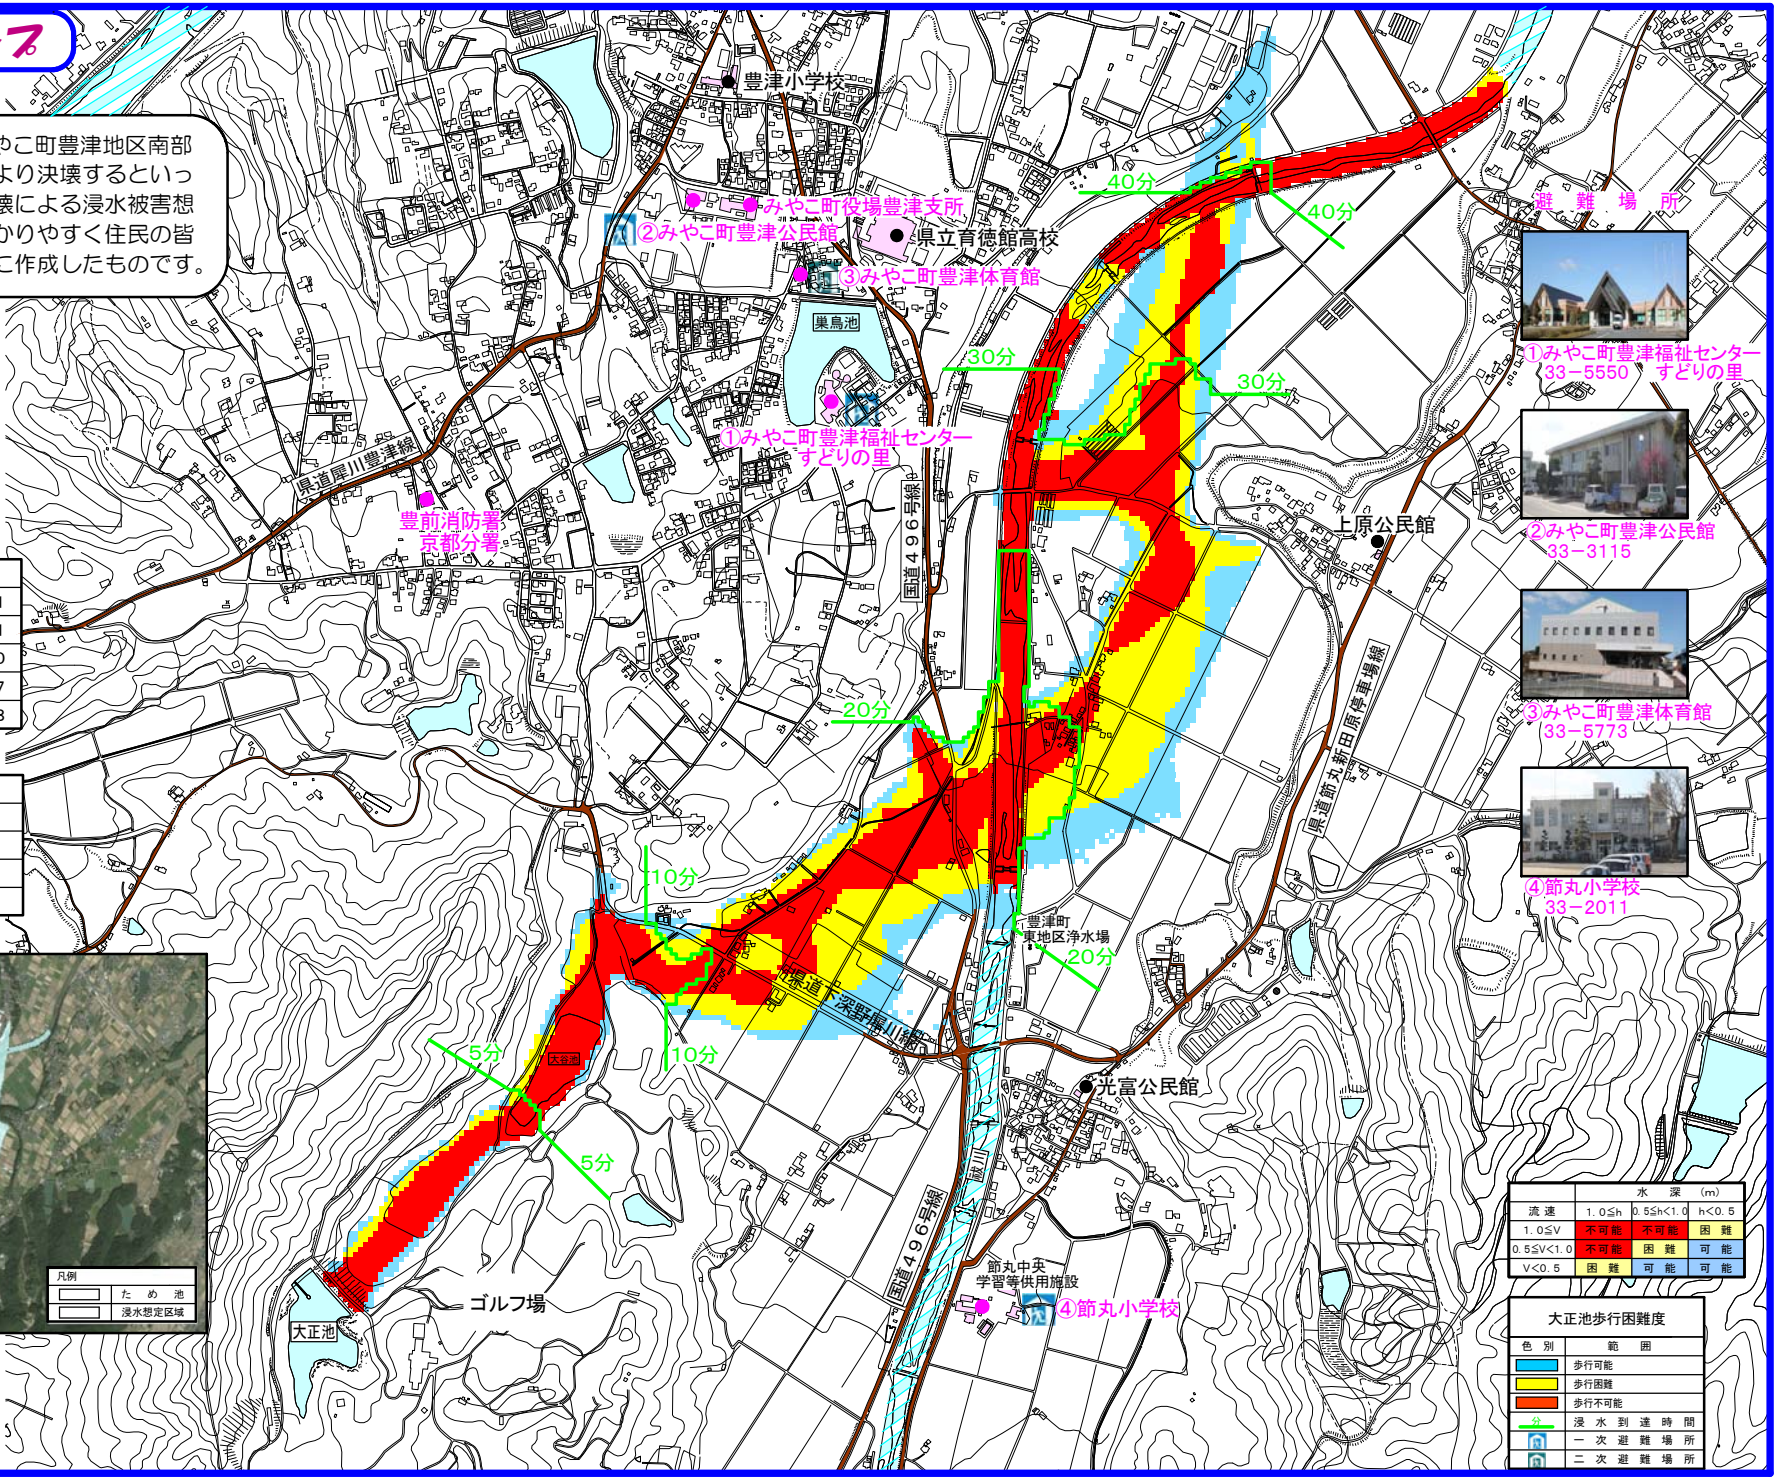 ップ
やこ町豊津地区南部
より決壊するといっ
壊による浸水被害想
かりやすく住民の皆
に作成したものです。
豊津小学校
みやこ町役場豊津支所
②みやこ町豊津公民館
県立育徳館高校
③みやこ町豊津体育館
巣鳥池
①みやこ町豊津福祉センター
すどりの里
県道犀川豊津線
豊前消防署
京都分署
国道496号線
40分
40分
30分
30分
20分
20分
10分
10分
5分
5分
上原公民館
県道節丸新田原停車場線
豊津町
東地区浄水場
県道下深野犀川線
大谷池
光富公民館
祓川
国道496号線
節丸中央
学習等供用施設
④節丸小学校
ゴルフ場
大正池
凡例
ため池
浸水想定区域
避難場所
①みやこ町豊津福祉センター
33-5550 すどりの里
②みやこ町豊津公民館
33-3115
③みやこ町豊津体育館
33-5773
④節丸小学校
33-2011
水深(m)
流速 1.0≦h 0.5≦h<1.0 h<0.5
1.0≦V 不可能 不可能 困難
0.5≦V<1.0 不可能 困難 可能
V<0.5 困難 可能 可能
大正池歩行困難度
色別 範囲
歩行可能
歩行困難
歩行不可能
分 浸水到達時間
一次避難場所
二次避難場所